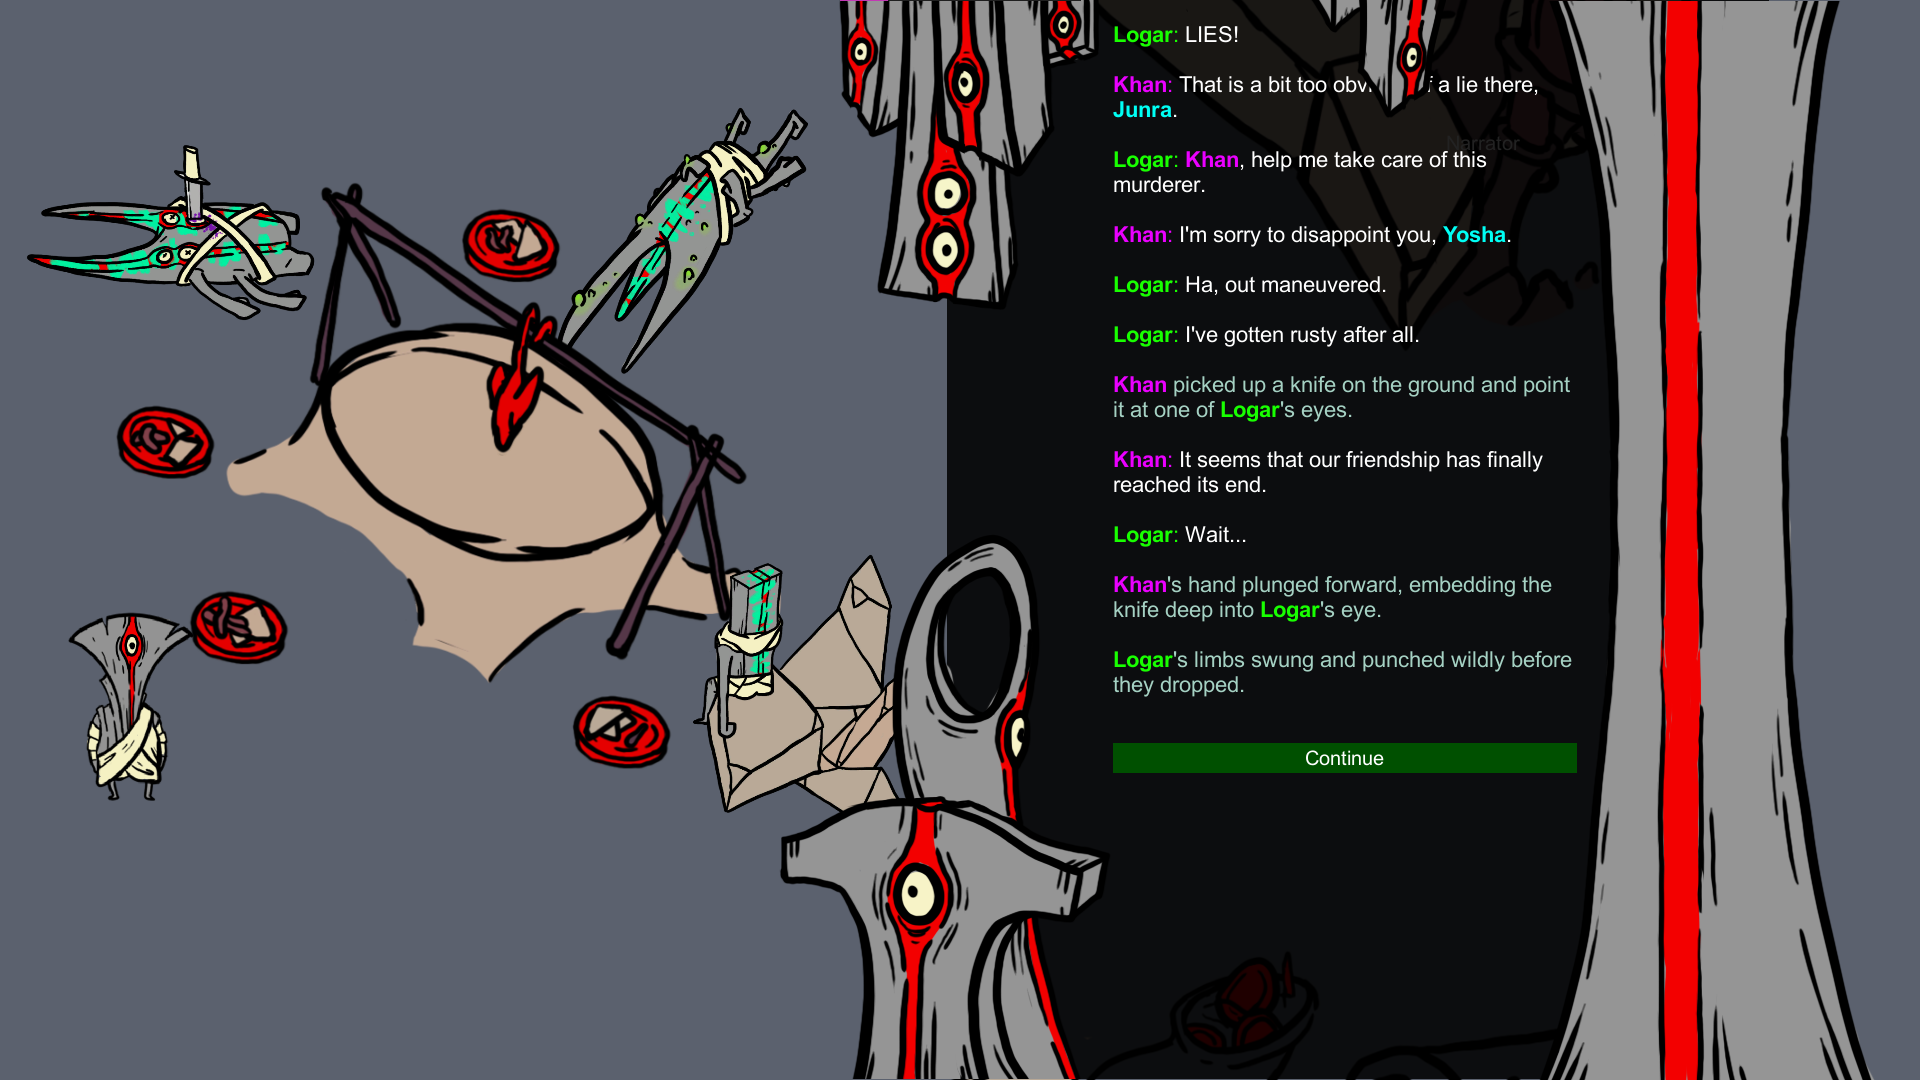 Logar: LIES!
Khan: That is a bit too a lie there,
Junra.
Narrator
Logar: Khan, help me take care of this
murderer.
Khan: I'm sorry to disappoint you, Yosha.
Logar: Ha, out maneuvered.
Logar: I've gotten rusty after all.
Khan picked up a knife on the ground and point
it at one of Logar's eyes.
Khan: It seems that our friendship has finally
reached its end.
Logar: Wait...
Khan's hand plunged forward, embedding the
knife deep into Logar's eye.
Logar's limbs swung and punched wildly before
they dropped.
Continue